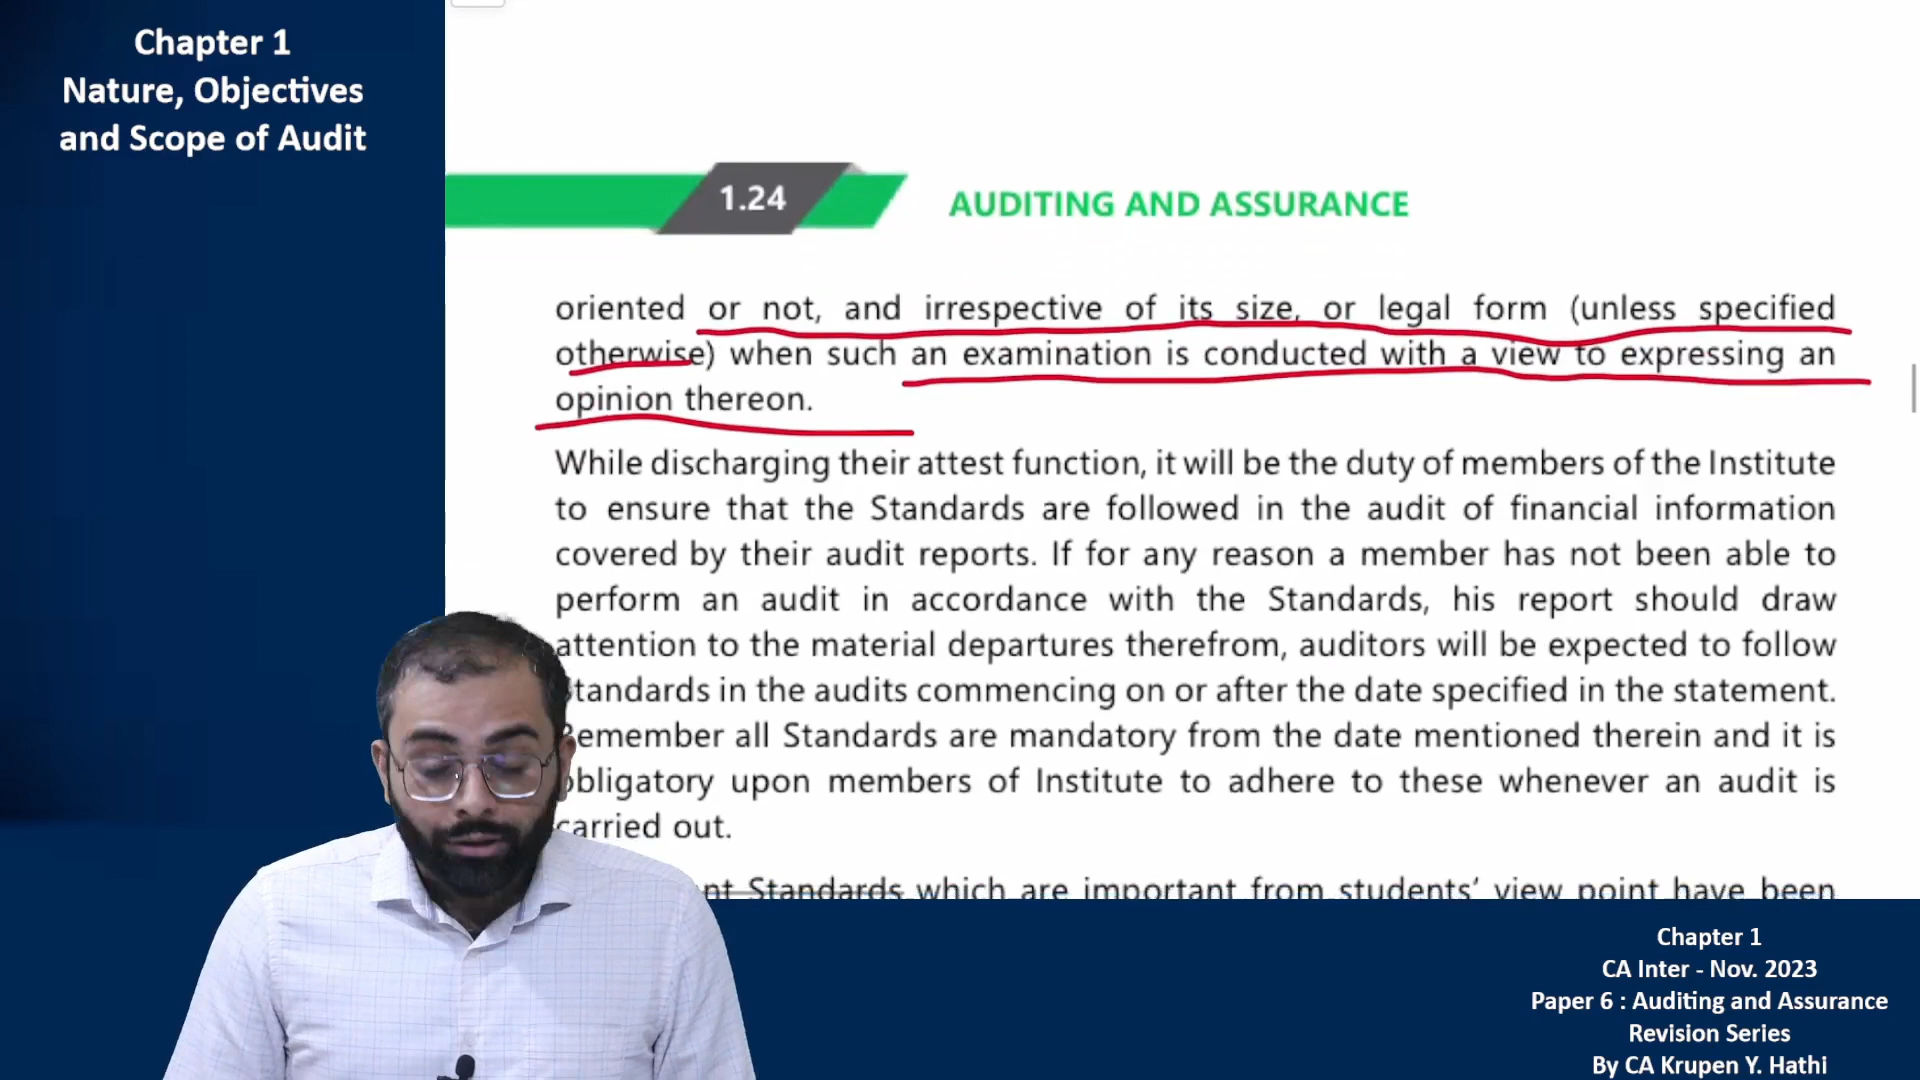 Chapter 1
Nature, Objectives
and Scope of Audit
1.24
AUDITING AND ASSURANCE
oriented or not, and irrespective of its size, or legal form (unless specified
otherwise) when such an examination is conducted with a view to expressing an
opinion thereon.
While discharging their attest function, it will be the duty of members of the Institute
to ensure that the Standards are followed in the audit of financial information
covered by their audit reports. If for any reason a member has not been able to
perform an audit in accordance with the Standards, his report should draw
attention to the material departures therefrom, auditors will be expected to follow
Standards in the audits commencing on or after the date specified in the statement.
Remember all Standards are mandatory from the date mentioned therein and it is
obligatory upon members of Institute to adhere to these whenever an audit is
carried out.
Standards which are important from students' view point have been
Chapter 1
CA Inter - Nov. 2023
Paper 6 : Auditing and Assurance
Revision Series
By CA Krupen Y. Hathi